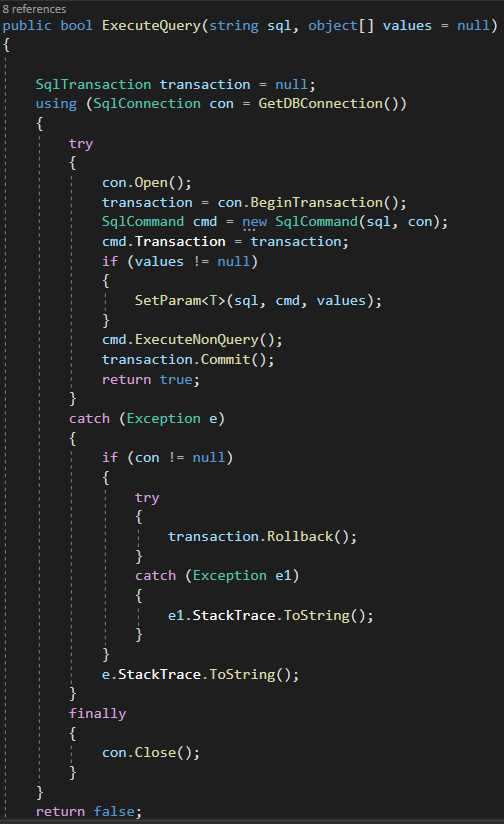 8 references
public bool ExecuteQuery(string sql, object[] values = null)
{
SqlTransaction transaction = null;
using (SqlConnection con = GetDBConnection())
{
try
{
con.Open();
transaction = con.BeginTransaction();
SqlCommand cmd = new SqlCommand(sql, con);
cmd.Transaction = transaction;
if (values != null)
{
SetParam<T>(sql, cmd, values);
}
cmd.ExecuteNonQuery();
transaction.Commit();
return true;
}
catch (Exception e)
{
if (con != null)
{
try
{
transaction.Rollback();
}
catch (Exception e1)
{
e1.StackTrace.ToString();
}
}
e.StackTrace.ToString();
}
finally
{
con.Close();
}
}
return false;